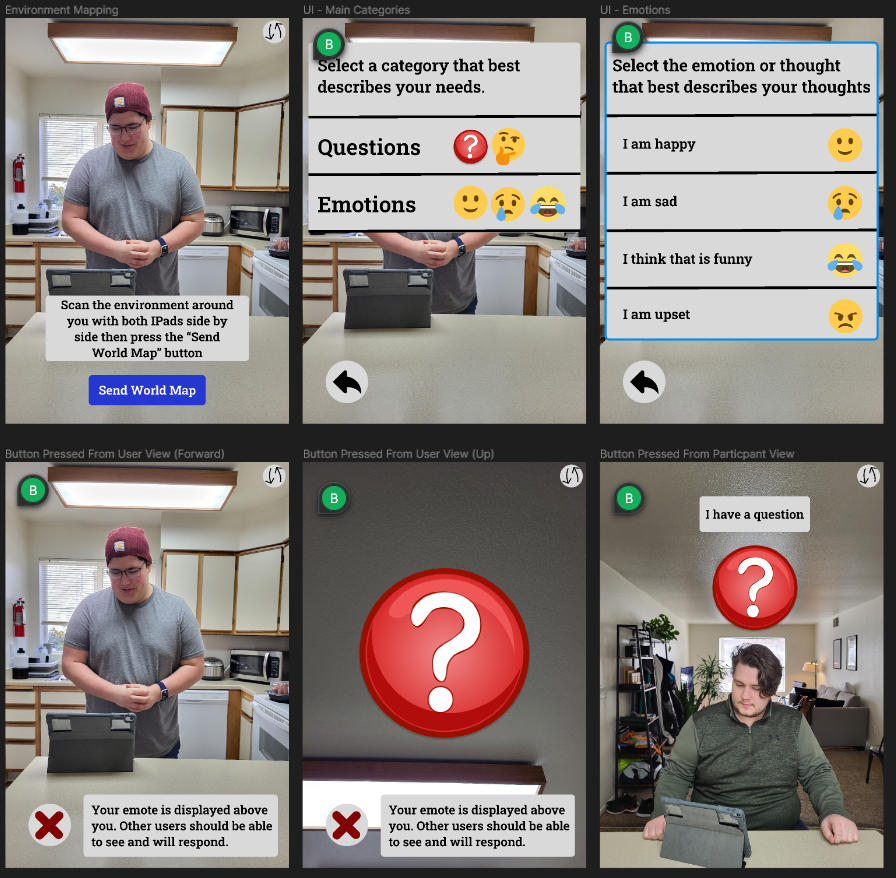 Environment Mapping
Scan the environment around
you with both IPads side by
side then press the “Send
World Map” button
Send World Map
UI - Main Categories
B
Select a category that best
describes your needs.
Questions
?
Emotions
UI - Emotions
B
Select the emotion or thought
that best describes your thoughts
I am happy
I am sad
I think that is funny
I am upset
Button Pressed From User View (Forward)
B
Your emote is displayed above
you. Other users should be able
to see and will respond.
Button Pressed From User View (Up)
B
?
Your emote is displayed above
you. Other users should be able
to see and will respond.
Button Pressed From Particpant View
B
I have a question
?